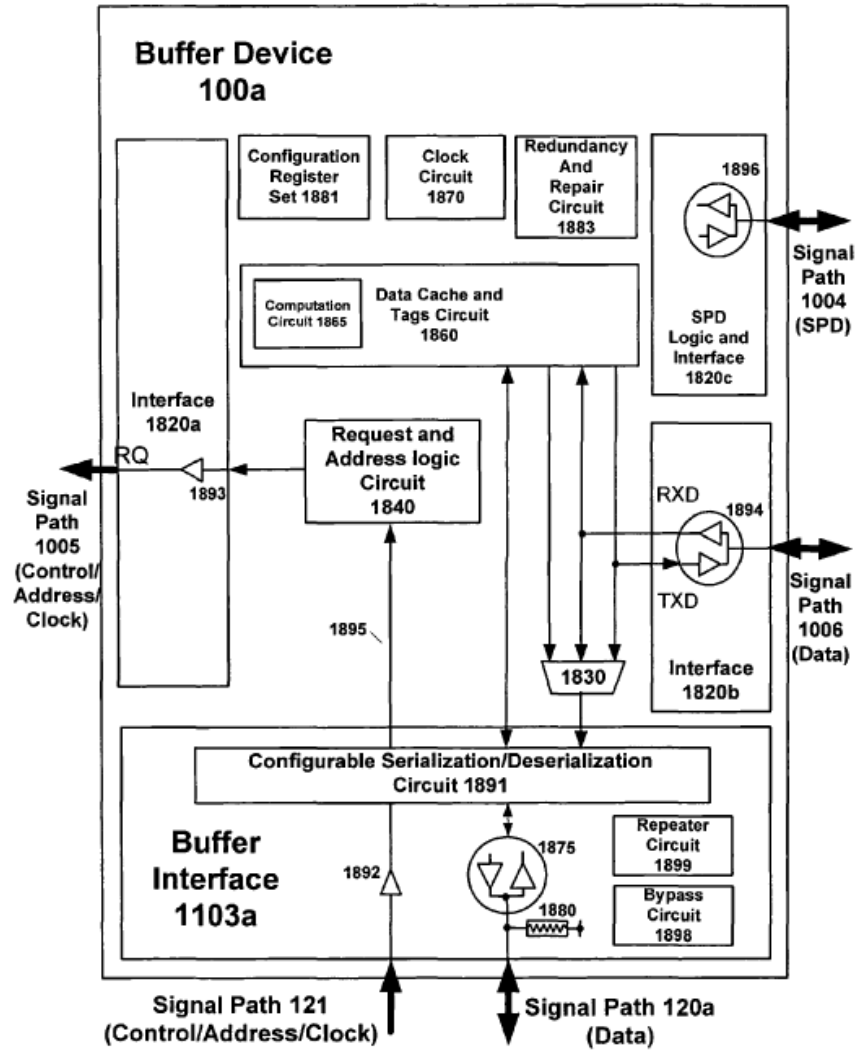 Buffer Device
100a
Configuration
Register
Set 1881
Clock
Circuit
1870
Redundancy
And
Repair
Circuit
1883
1896
SPD
Logic and
Interface
1820c
Signal
Path
1004
(SPD)
Computation
Circuit 1865
Data Cache and
Tags Circuit
1860
Interface
1820a
RQ
1893
Signal
Path
1005
(Control/
Address/
Clock)
Request and
Address logic
Circuit
1840
1895
RXD
1894
TXD
Interface
1820b
Signal
Path
1006
(Data)
1830
Configurable Serialization/Deserialization
Circuit 1891
Buffer
Interface
1103a
1892
1875
1880
Repeater
Circuit
1899
Bypass
Circuit
1898
Signal Path 121
(Control/Address/Clock)
Signal Path 120a
(Data)